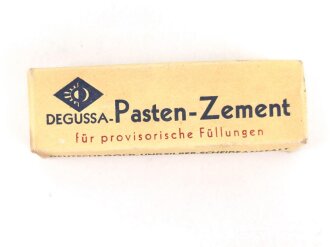 DEGUSSA-Pasten-Zement
für provisorische Füllungen